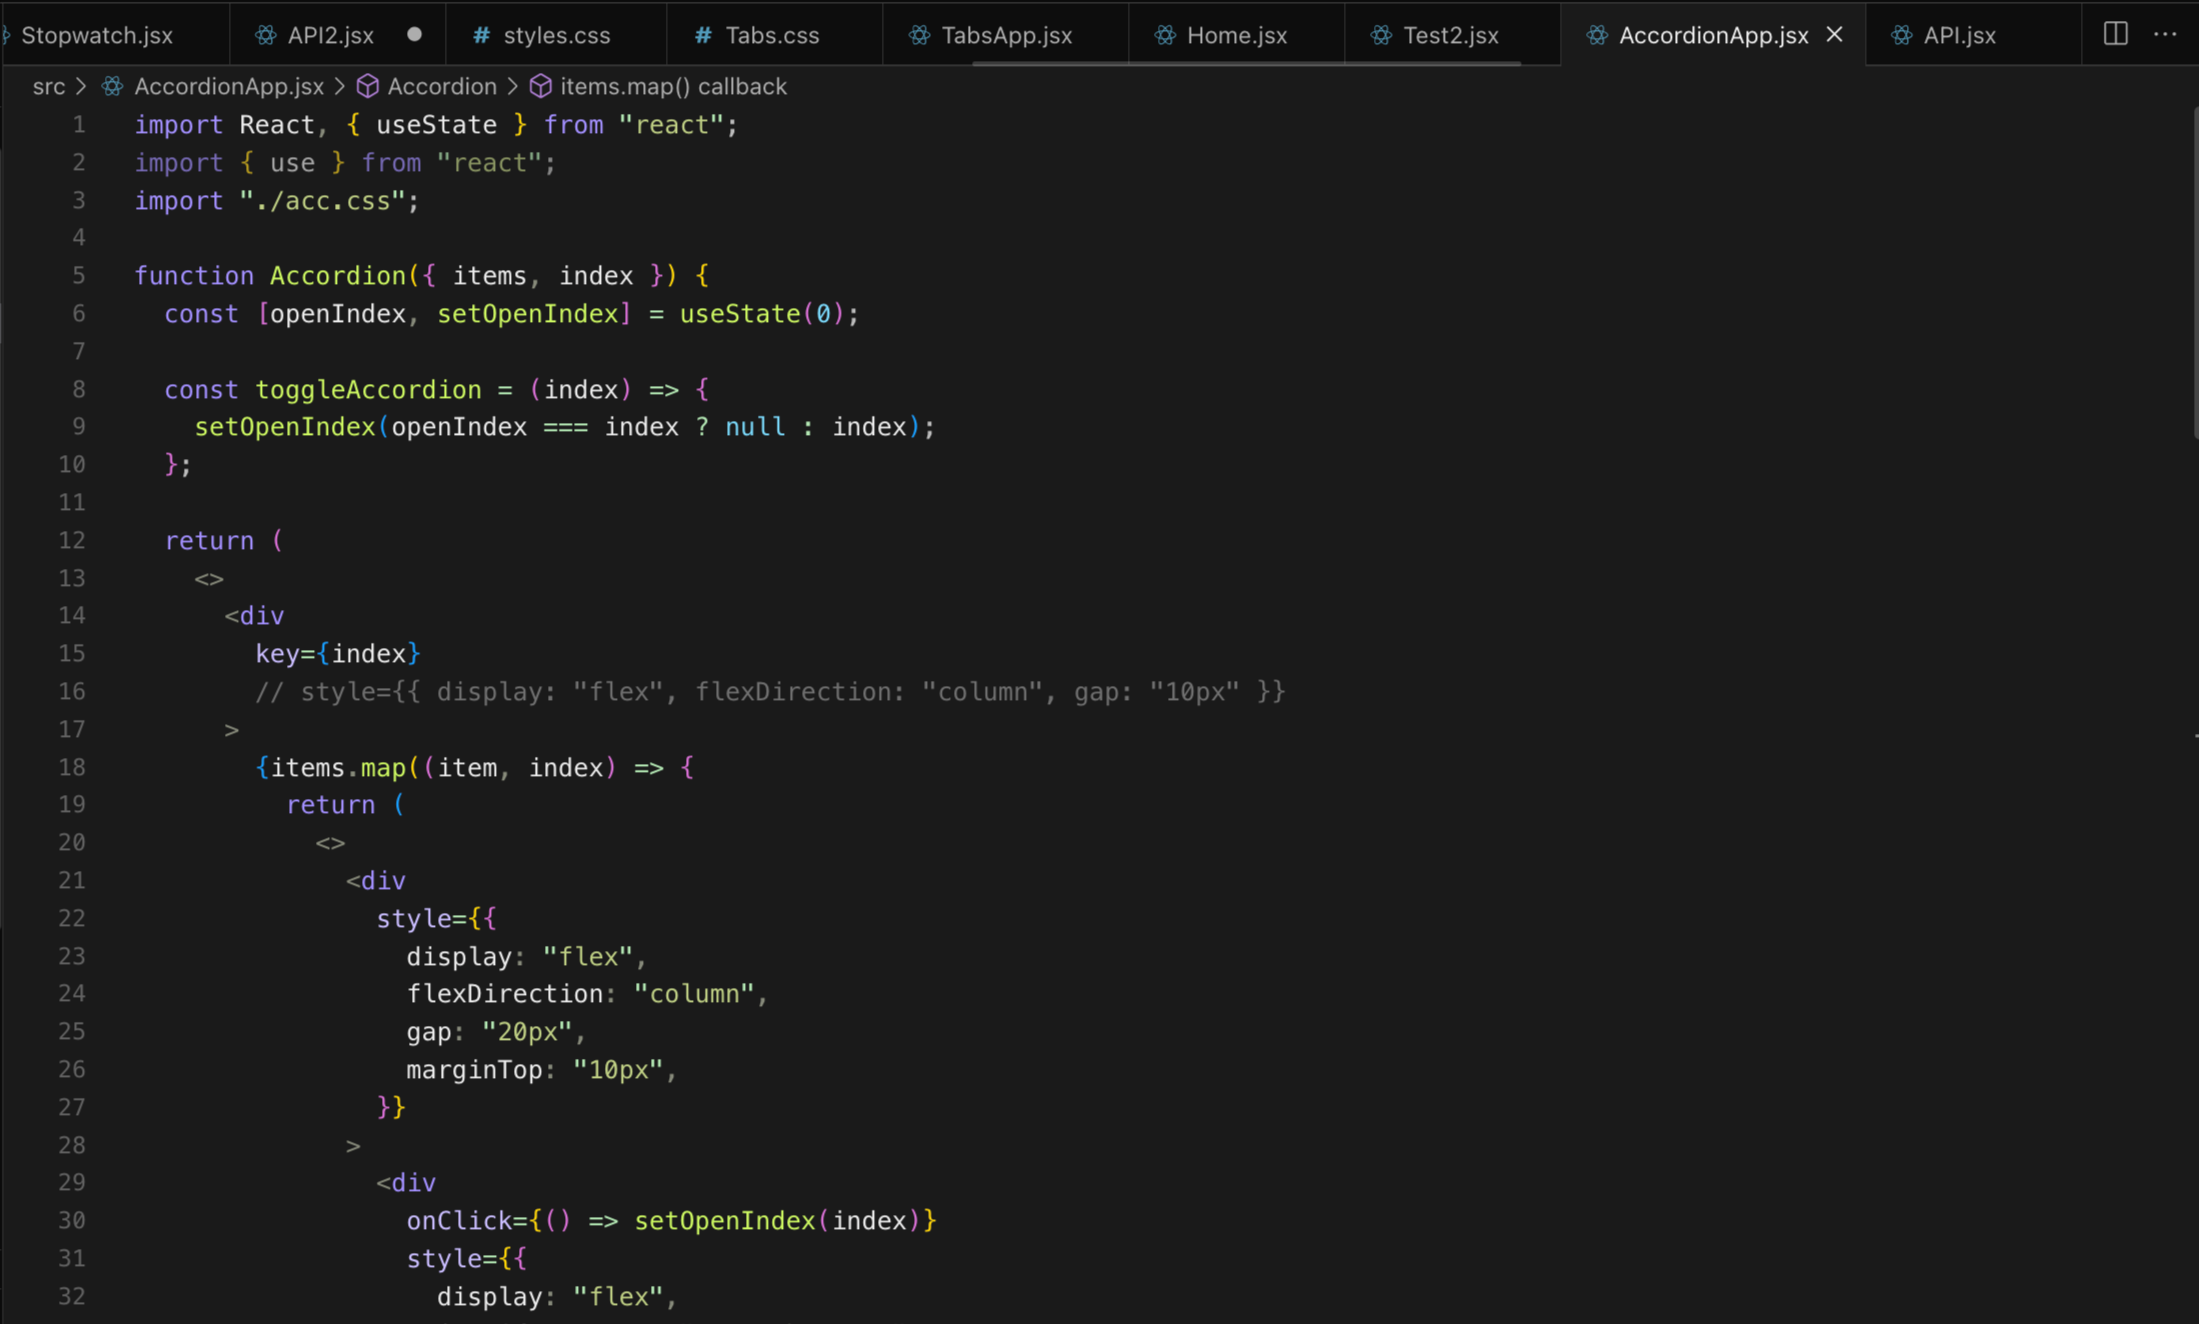 Stopwatch.jsx API2.jsx # styles.css # Tabs.css TabsApp.jsx Home.jsx Test2.jsx AccordionApp.jsx API.jsx
src > AccordionApp.jsx > Accordion > items.map() callback
1 import React, { useState } from "react";
2 import { use } from "react";
3 import "./acc.css";
4
5 function Accordion({ items, index }) {
6   const [openIndex, setOpenIndex] = useState(0);
7
8   const toggleAccordion = (index) => {
9     setOpenIndex(openIndex === index ? null : index);
10   };
11
12   return (
13     <>
14       <div
15         key={index}
16         // style={{ display: "flex", flexDirection: "column", gap: "10px" }}
17       >
18         {items.map((item, index) => {
19           return (
20             <>
21               <div
22                 style={{
23                   display: "flex",
24                   flexDirection: "column",
25                   gap: "20px",
26                   marginTop: "10px",
27                 }}
28               >
29                 <div
30                   onClick={() => setOpenIndex(index)}
31                   style={{
32                     display: "flex",